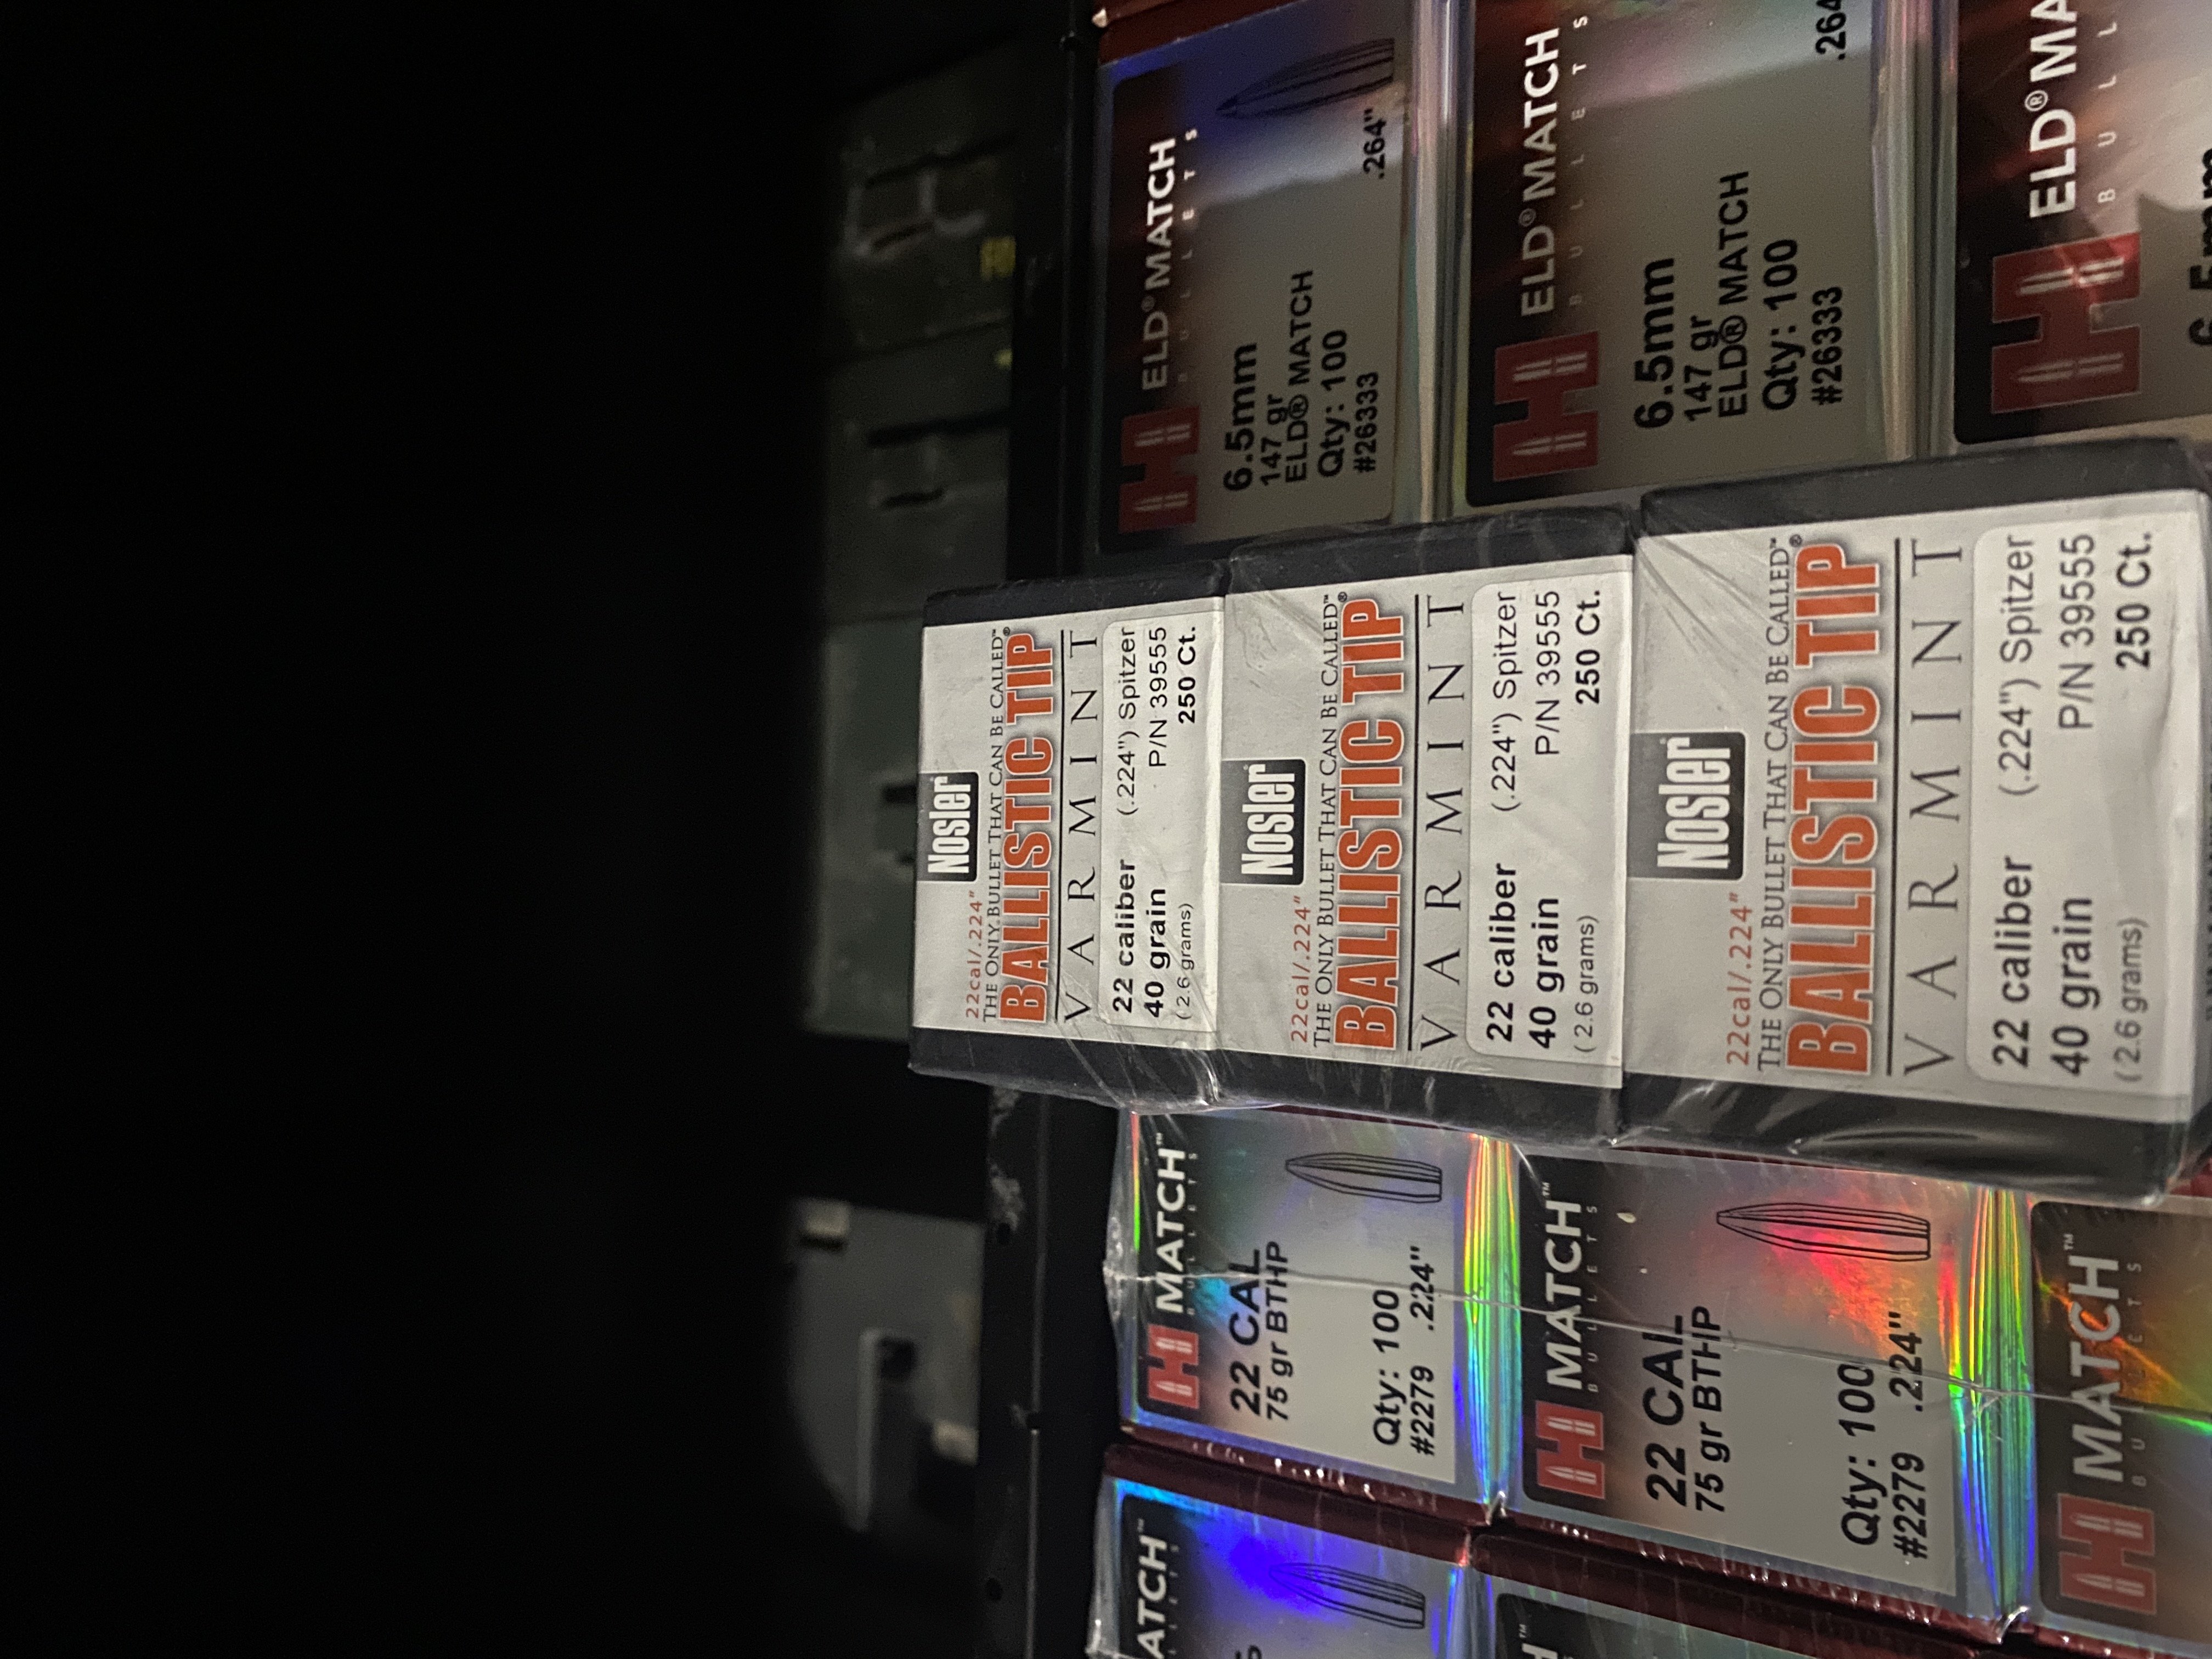 MATCH™
BULLETS
22 CAL
75 gr BTHP
Qty: 100
#2279 .224"
MATCH™
BULLETS
22 CAL
75 gr BTHP
Qty: 100
#2279 .224"
MATCH™
ATCH™
Nosler
22cal/.224"
THE ONLY BULLET THAT CAN BE CALLED™
BALLISTIC TIP®
VARMINT
22 caliber (.224") Spitzer
40 grain P/N 39555
(2.6 grams) 250 Ct.
Nosler
22cal/.224"
THE ONLY BULLET THAT CAN BE CALLED™
BALLISTIC TIP®
VARMINT
22 caliber (.224") Spitzer
40 grain P/N 39555
(2.6 grams) 250 Ct.
Nosler
22cal/.224"
THE ONLY BULLET THAT CAN BE CALLED™
BALLISTIC TIP®
VARMINT
22 caliber (.224") Spitzer
40 grain P/N 39555
(2.6 grams) 250 Ct.
ELD® MATCH
BULLETS
6.5mm
147 gr
ELD® MATCH
Qty: 100
#26333 .264"
ELD® MATCH
BULLETS
6.5mm
147 gr
ELD® MATCH
Qty: 100
#26333 .264
ELD® MA
BULL